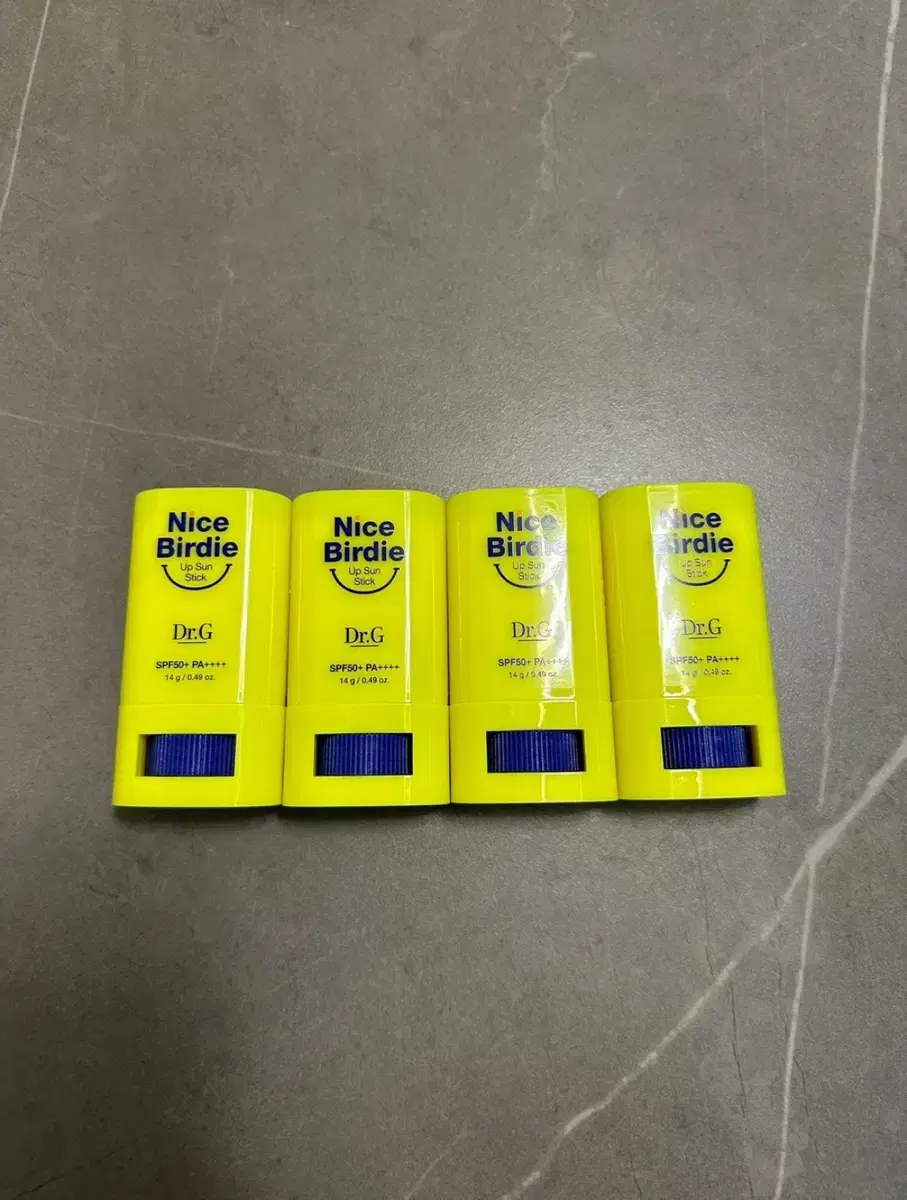 Nice
Birdie
Up Sun
Stick
Dr.G
SPF50+ PA++++
14 g / 0.49 oz.
Nice
Birdie
Up Sun
Stick
Dr.G
SPF50+ PA++++
14 g / 0.49 oz.
Nice
Birdie
Up Sun
Stick
Dr.G
SPF50+ PA++++
14 g / 0.49 oz.
Nice
Birdie
Up Sun
Stick
Dr.G
SPF50+ PA++++
14 g / 0.49 oz.